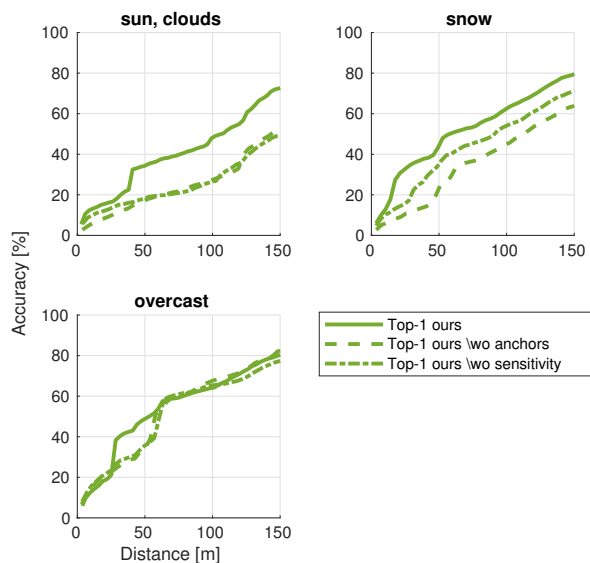 sun, clouds
100
80
60
40
20
0
0 50 100 150
snow
100
80
60
40
20
0
0 50 100 150
Accuracy [%]
overcast
100
80
60
40
20
0
0 50 100 150
Distance [m]
Top-1 ours
Top-1 ours \wo anchors
Top-1 ours \wo sensitivity